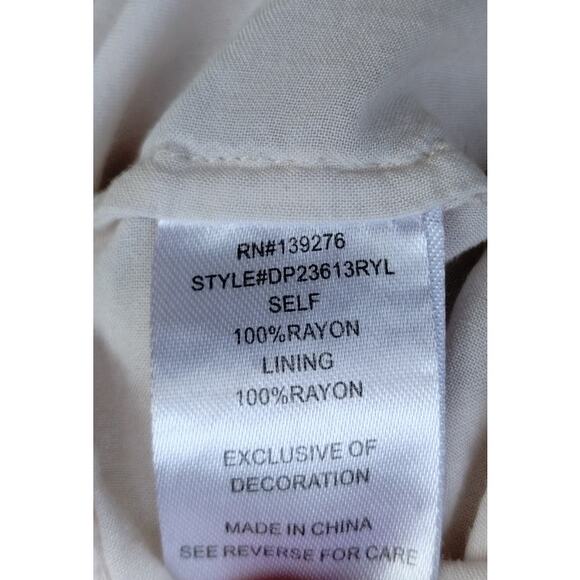 RN#139276
STYLE#DP23613RYL
SELF
100%RAYON
LINING
100%RAYON
EXCLUSIVE OF
DECORATION
MADE IN CHINA
SEE REVERSE FOR CARE